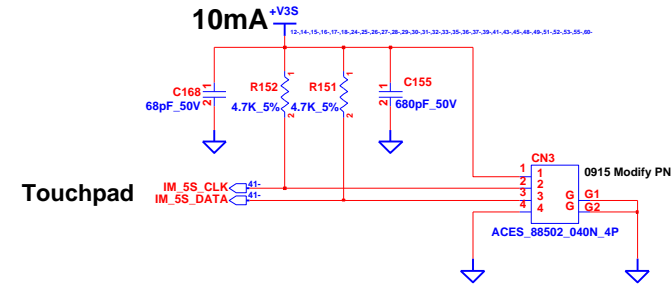 10mA
+V3S
12-,14-,15-,16-,17-,18-,24-,25-,26-,27-,28-,29-,30-,31-,32-,33-,35-,36-,37-,39-,41-,43-,45-,48-,49-,51-,52-,53-,55-,60-
C168
1
2
68pF_50V
R152
1
4.7K_5%
2
R151
1
4.7K_5%
2
C155
1
2
680pF_50V
Touchpad
IM_5S_CLK 41-
IM_5S_DATA 41-
CN3
0915 Modify PN
1 1
2 2
3 3 G G1
4 4 G G2
ACES_88502_040N_4P